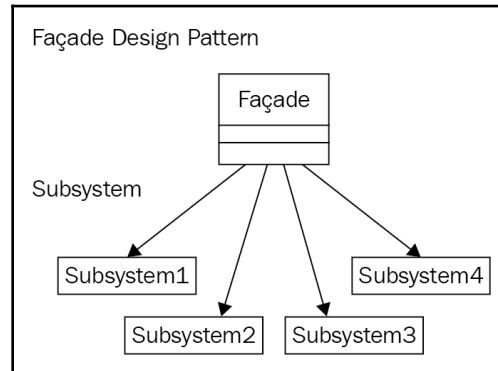 Façade Design Pattern
Façade
Subsystem
Subsystem1
Subsystem4
Subsystem2
Subsystem3